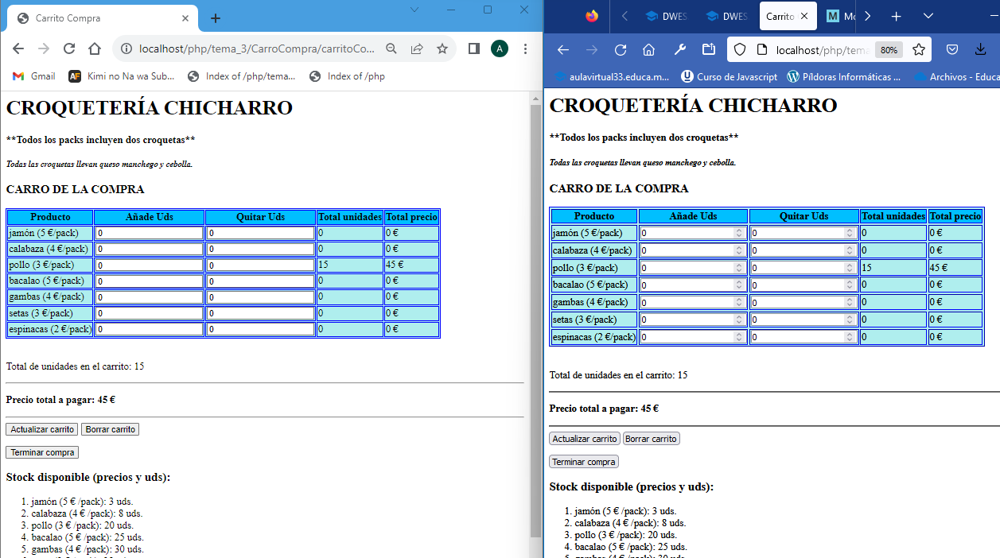 Carrito Compra
localhost/php/tema_3/CarroCompra/carritoCo...
A
Gmail
AF Kimi no Na wa Sub...
Index of /php/tema...
Index of /php
CROQUETERÍA CHICHARRO
**Todos los packs incluyen dos croquetas**
Todas las croquetas llevan queso manchego y cebolla.
CARRO DE LA COMPRA
Producto Añade Uds Quitar Uds Total unidades Total precio
jamón (5 €/pack) 0 0 0 0 €
calabaza (4 €/pack) 0 0 0 0 €
pollo (3 €/pack) 0 0 15 45 €
bacalao (5 €/pack) 0 0 0 0 €
gambas (4 €/pack) 0 0 0 0 €
setas (3 €/pack) 0 0 0 0 €
espinacas (2 €/pack) 0 0 0 0 €
Total de unidades en el carrito: 15
Precio total a pagar: 45 €
Actualizar carrito Borrar carrito
Terminar compra
Stock disponible (precios y uds):
1. jamón (5 € /pack): 3 uds.
2. calabaza (4 € /pack): 8 uds.
3. pollo (3 € /pack): 20 uds.
4. bacalao (5 € /pack): 25 uds.
5. gambas (4 € /pack): 30 uds.
DWES
DWES
Carrito
M Mo
localhost/php/tema 80%
aulavirtual33.educa.m...
Curso de Javascript
Píldoras Informáticas ...
Archivos - Educa
CROQUETERÍA CHICHARRO
**Todos los packs incluyen dos croquetas**
Todas las croquetas llevan queso manchego y cebolla.
CARRO DE LA COMPRA
Producto Añade Uds Quitar Uds Total unidades Total precio
jamón (5 €/pack) 0 0 0 0 €
calabaza (4 €/pack) 0 0 0 0 €
pollo (3 €/pack) 0 0 15 45 €
bacalao (5 €/pack) 0 0 0 0 €
gambas (4 €/pack) 0 0 0 0 €
setas (3 €/pack) 0 0 0 0 €
espinacas (2 €/pack) 0 0 0 0 €
Total de unidades en el carrito: 15
Precio total a pagar: 45 €
Actualizar carrito Borrar carrito
Terminar compra
Stock disponible (precios y uds):
1. jamón (5 € /pack): 3 uds.
2. calabaza (4 € /pack): 8 uds.
3. pollo (3 € /pack): 20 uds.
4. bacalao (5 € /pack): 25 uds.